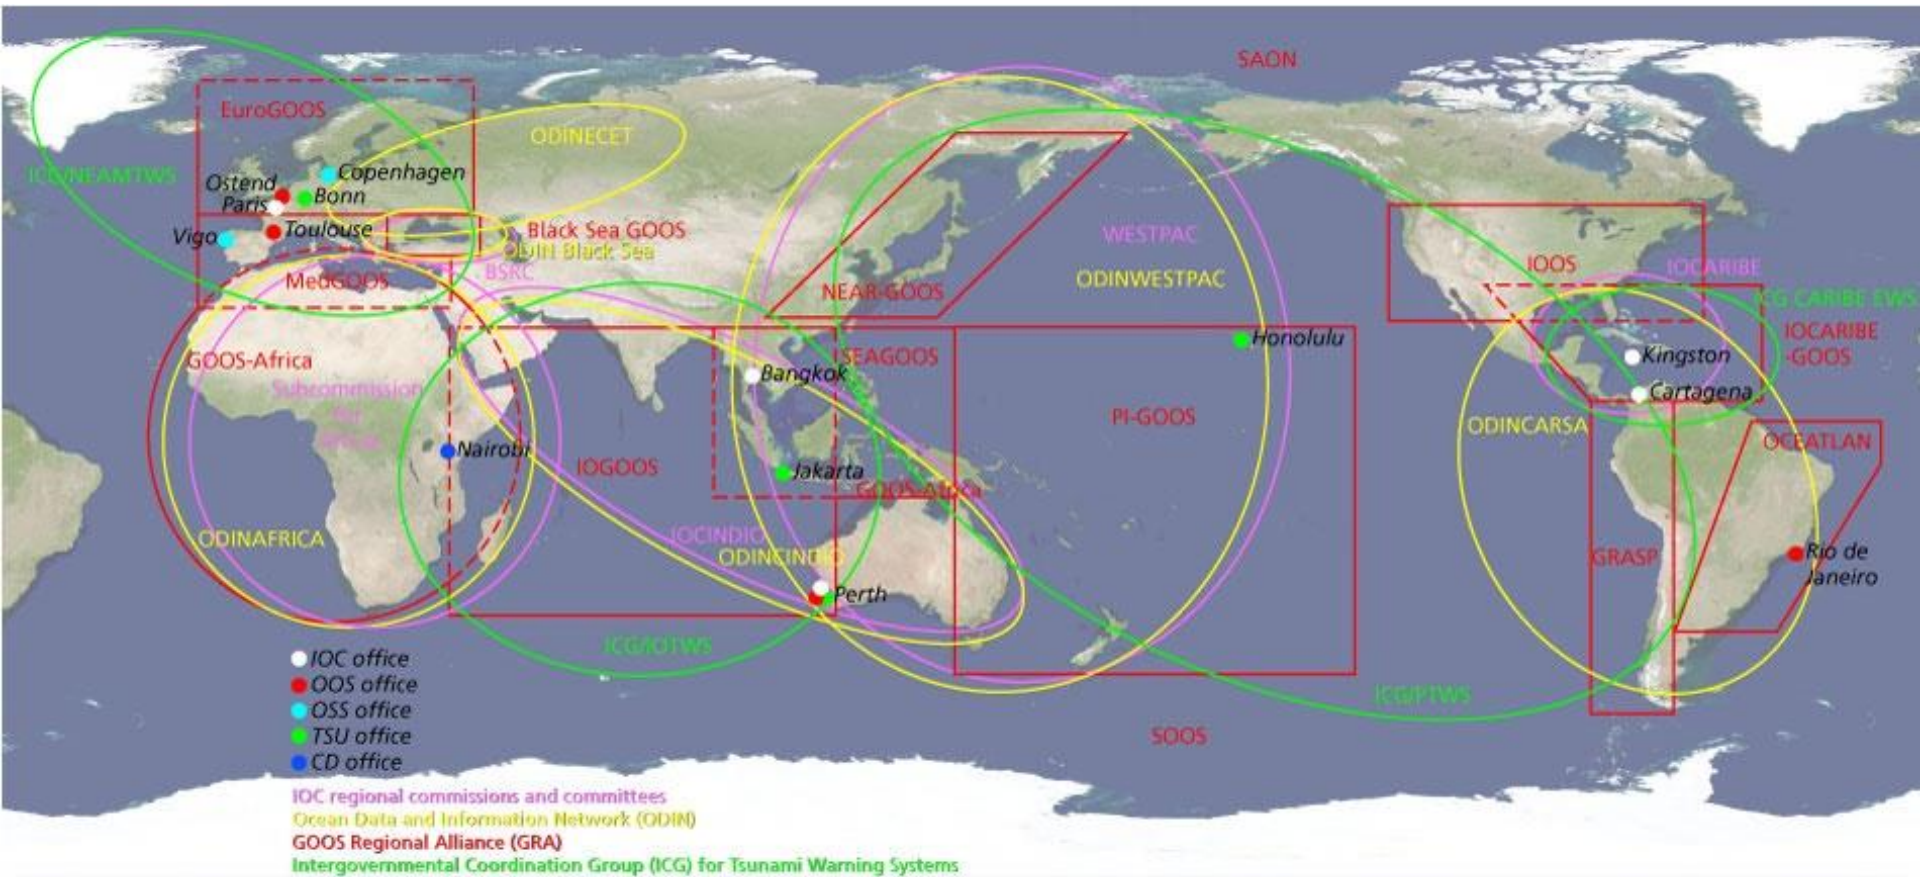 SAON
EuroGOOS
ODINECET
ICG/NEAMTWS
Copenhagen
Ostend
Bonn
Paris
Vigo
Toulouse
Black Sea GOOS
ODIN Black Sea
BSRC
MedGOOS
WESTPAC
ODINWESTPAC
NEAR-GOOS
IOOS
IOCARIBE
ICG CARIBE EWS
IOCARIBE
-GOOS
Honolulu
Kingston
Cartagena
GOOS-Africa
Subcommission
for
Africa
SEAGOOS
Bangkok
PI-GOOS
ODINCARSA
OCEATLAN
Nairobi
IOGOOS
Jakarta
GOOS-Africa
ODINAFRICA
IOCINDIO
ODINCINDIO
GRASP
Rio de
Janeiro
Perth
ICG/IOTWS
ICG/PTWS
SOOS
IOC office
OOS office
OSS office
TSU office
CD office
IOC regional commissions and committees
Ocean Data and Information Network (ODIN)
GOOS Regional Alliance (GRA)
Intergovernmental Coordination Group (ICG) for Tsunami Warning Systems